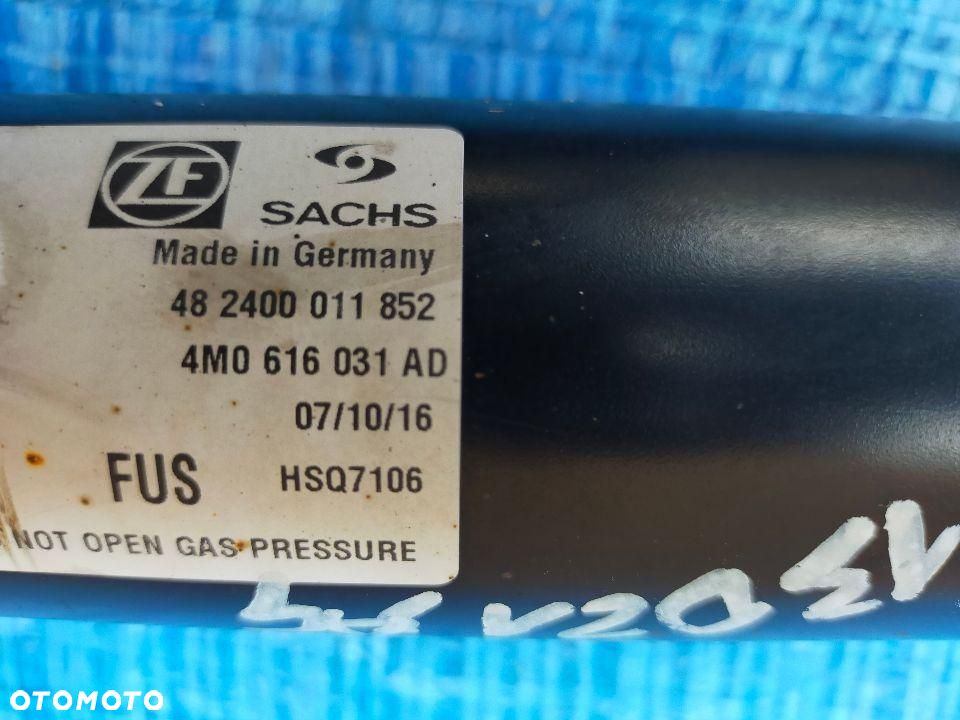 ZF
SACHS
Made in Germany
48 2400 011 852
4M0 616 031 AD
07/10/16
FUS HSQ7106
NOT OPEN GAS PRESSURE
OTOMOTO